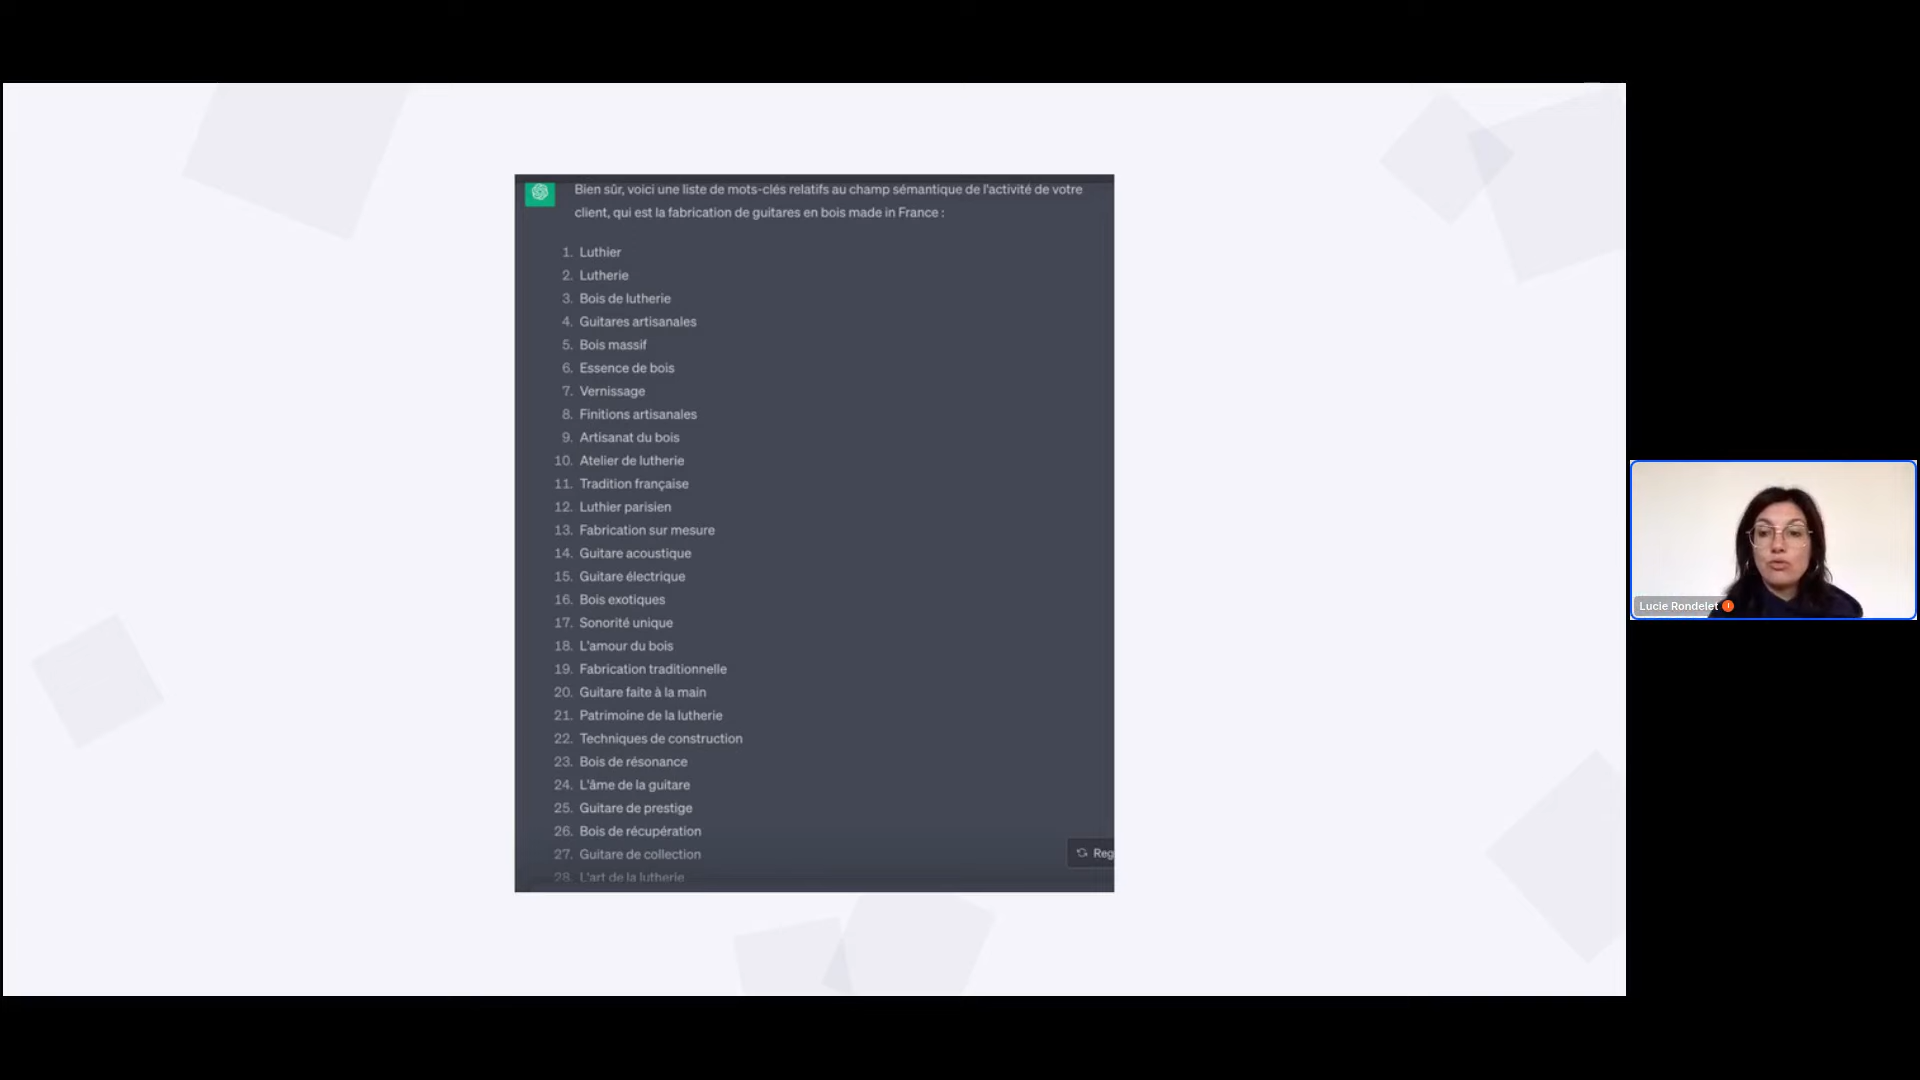 Bien sûr, voici une liste de mots-clés relatifs au champ sémantique de l'activité de votre
client, qui est la fabrication de guitares en bois made in France :
1. Luthier
2. Lutherie
3. Bois de lutherie
4. Guitares artisanales
5. Bois massif
6. Essence de bois
7. Vernissage
8. Finitions artisanales
9. Artisanat du bois
10. Atelier de lutherie
11. Tradition française
12. Luthier parisien
13. Fabrication sur mesure
14. Guitare acoustique
15. Guitare électrique
16. Bois exotiques
17. Sonorité unique
18. L'amour du bois
19. Fabrication traditionnelle
20. Guitare faite à la main
21. Patrimoine de la lutherie
22. Techniques de construction
23. Bois de résonance
24. L'âme de la guitare
25. Guitare de prestige
26. Bois de récupération
27. Guitare de collection
28. L'art de la lutherie
Reg
Lucie Rondelet